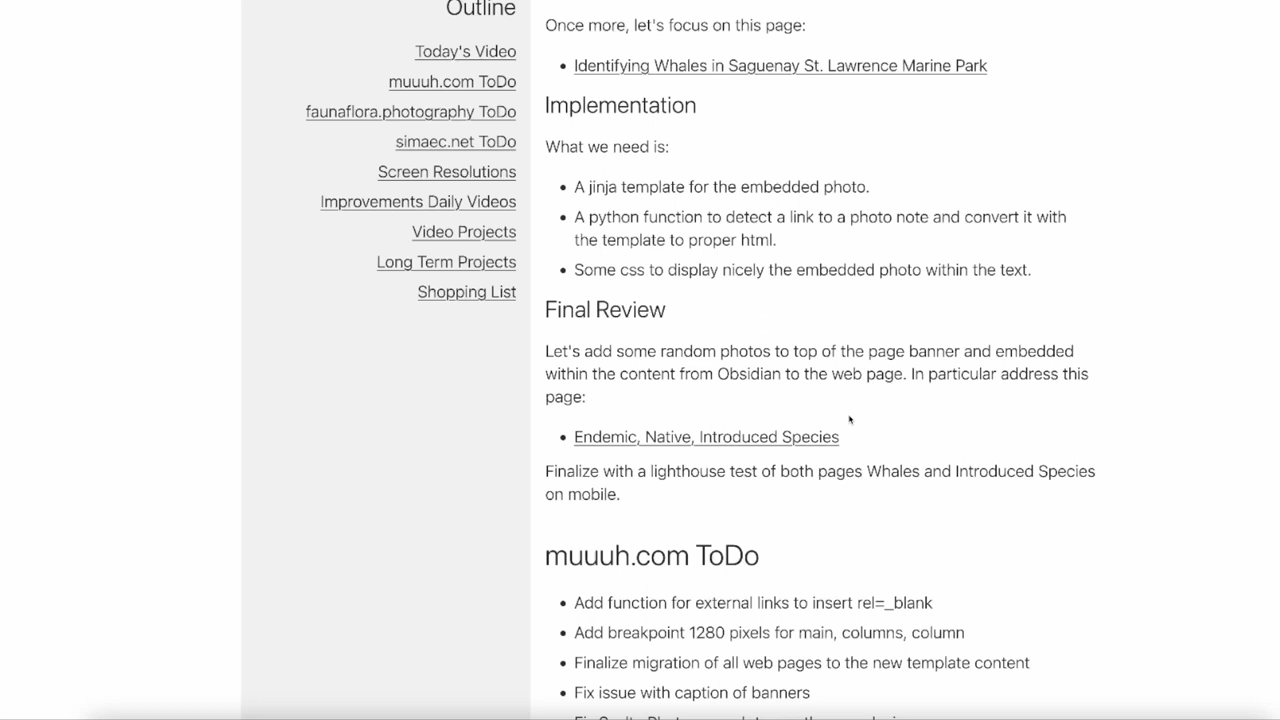 Outline
Today's Video
muuuh.com ToDo
faunaflora.photography ToDo
simaec.net ToDo
Screen Resolutions
Improvements Daily Videos
Video Projects
Long Term Projects
Shopping List
Once more, let's focus on this page:
• Identifying Whales in Saguenay St. Lawrence Marine Park
Implementation
What we need is:
• A jinja template for the embedded photo.
• A python function to detect a link to a photo note and convert it with
the template to proper html.
• Some css to display nicely the embedded photo within the text.
Final Review
Let's add some random photos to top of the page banner and embedded
within the content from Obsidian to the web page. In particular address this
page:
• Endemic, Native, Introduced Species
Finalize with a lighthouse test of both pages Whales and Introduced Species
on mobile.
muuuh.com ToDo
• Add function for external links to insert rel=_blank
• Add breakpoint 1280 pixels for main, columns, column
• Finalize migration of all web pages to the new template content
• Fix issue with caption of banners